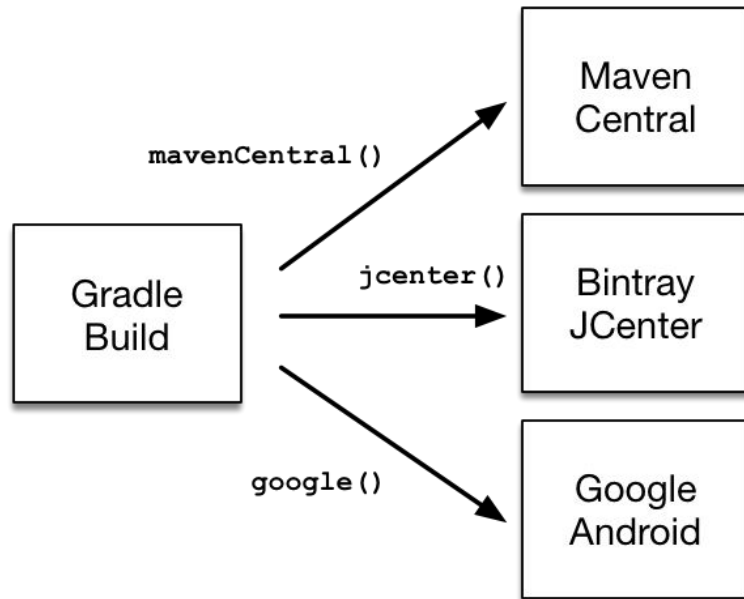 Maven
Central
mavenCentral()
jcenter()
Gradle
Build
Bintray
JCenter
google()
Google
Android